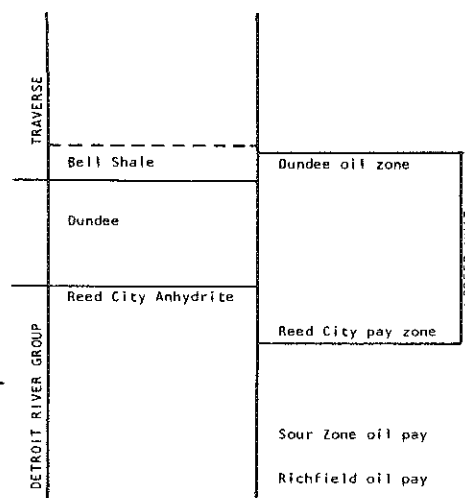 TRAVERSE
Bell Shale
Dundee oil zone
Dundee
Reed City Anhydrite
Reed City pay zone
DETROIT RIVER GROUP
Sour Zone oil pay
Richfield oil pay